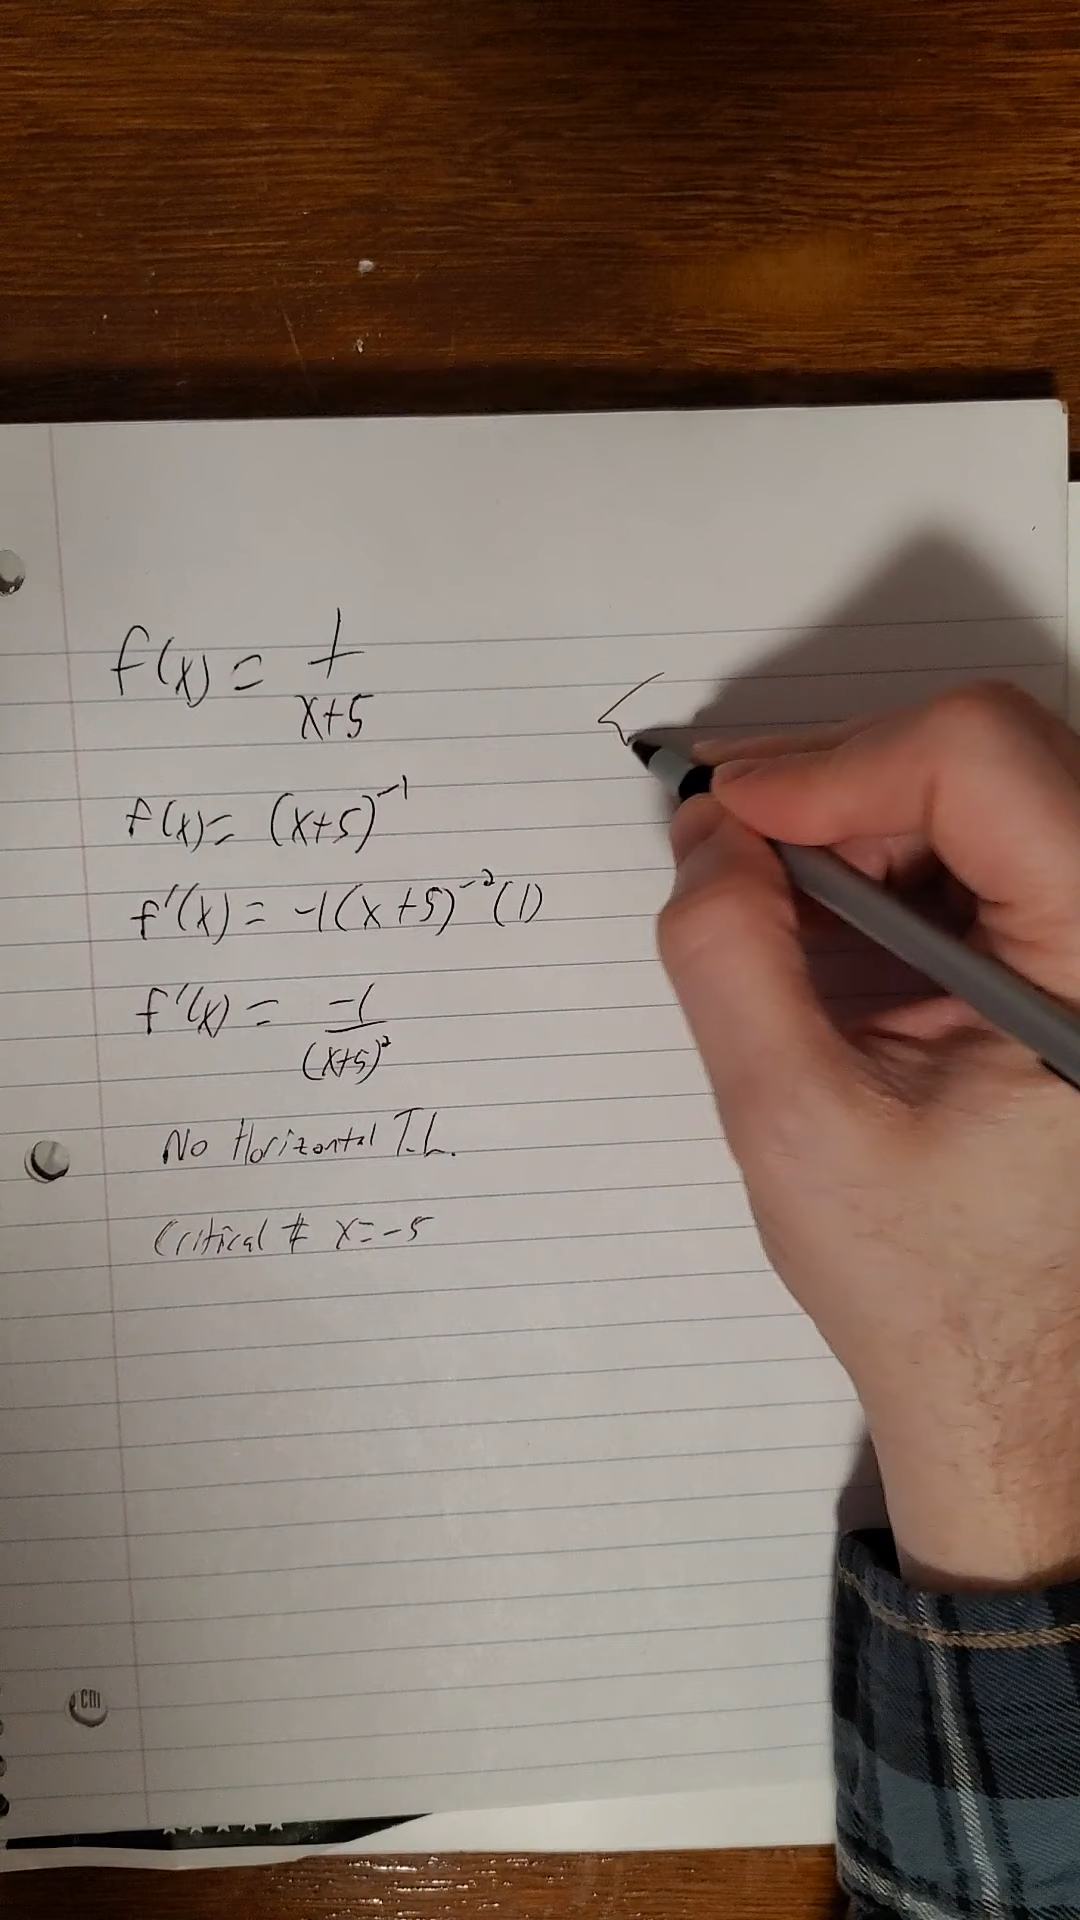 f(x) = 1/(x+5)
f(x) = (x+5)⁻¹
f'(x) = -1(x+5)⁻²(1)
f'(x) = -1/(x+5)²
No Horizontal T.L.
Critical # x=-5